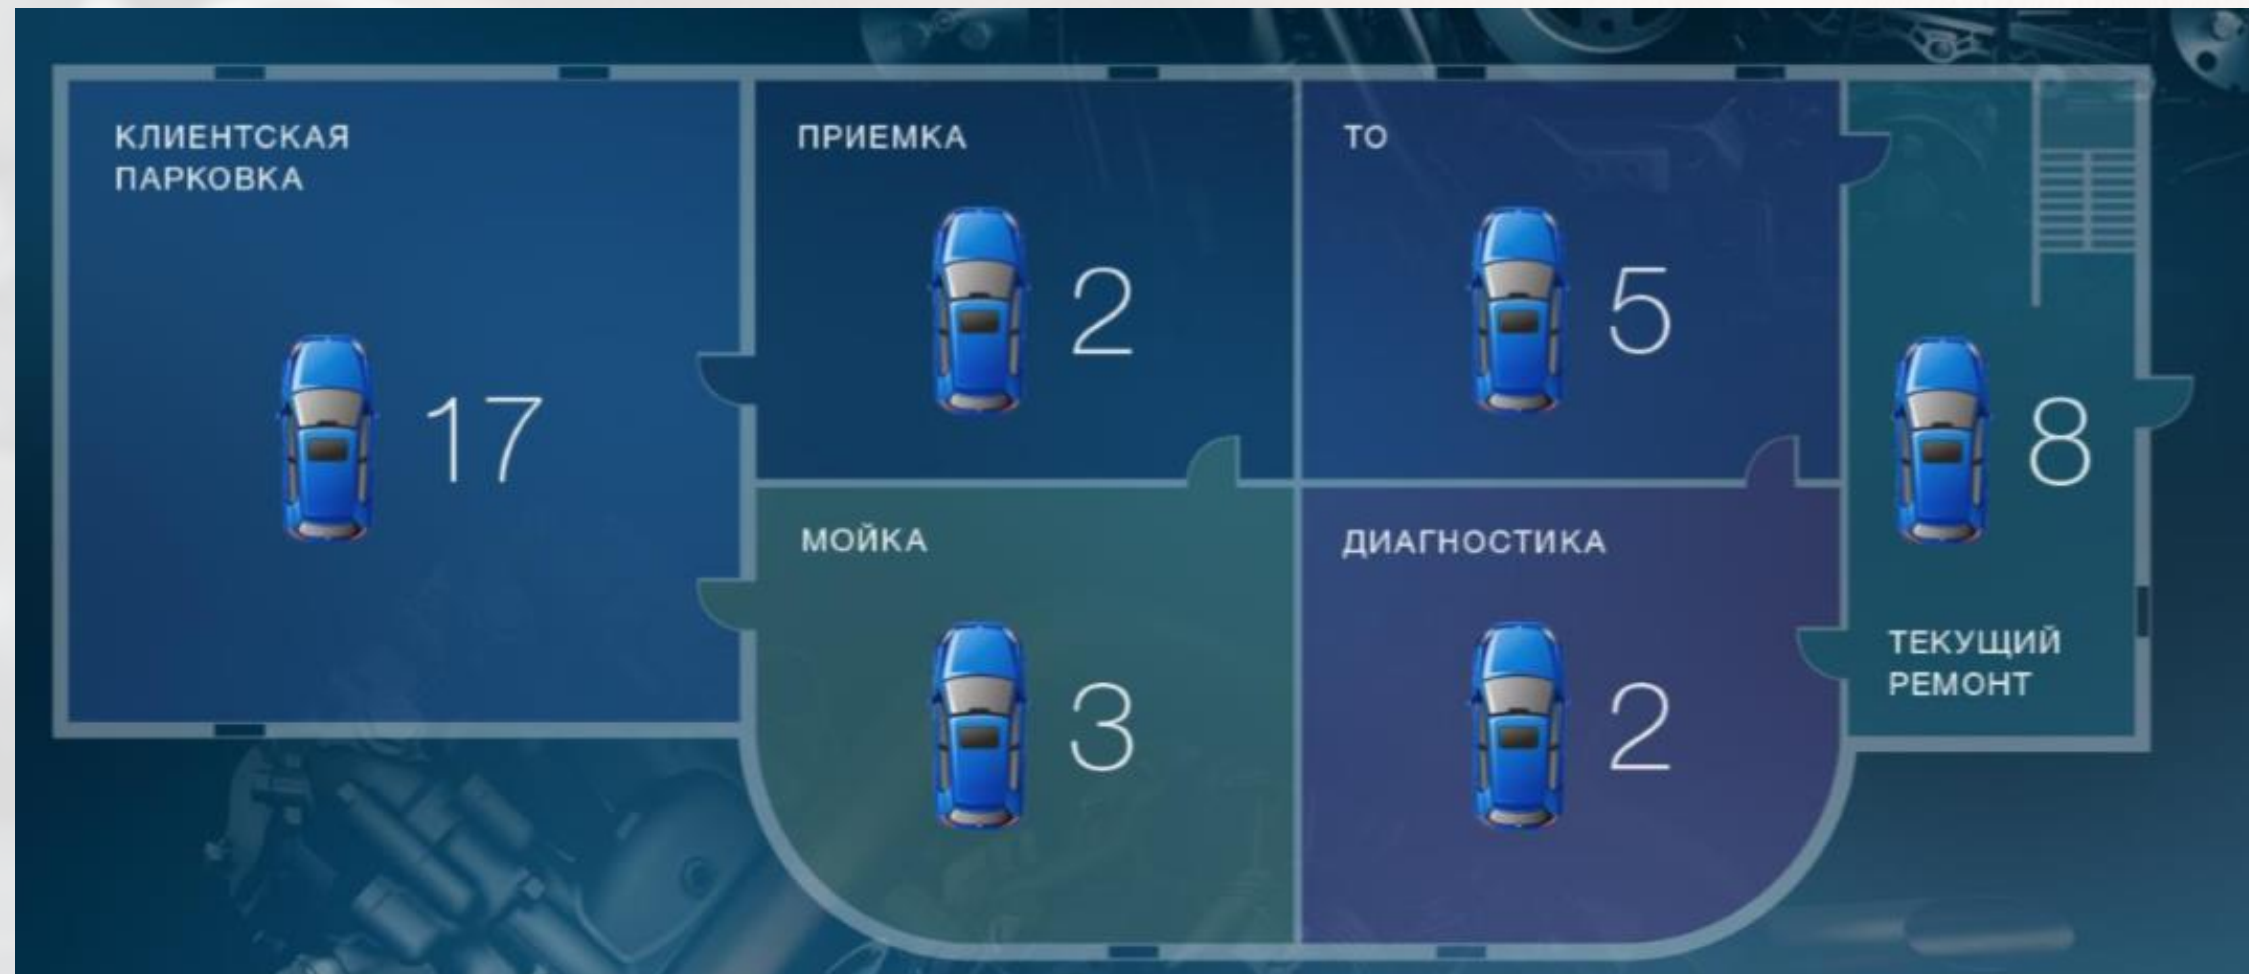 КЛИЕНТСКАЯ
ПАРКОВКА
17
ПРИЕМКА
2
ТО
5
МОЙКА
3
ДИАГНОСТИКА
2
8
ТЕКУЩИЙ
РЕМОНТ